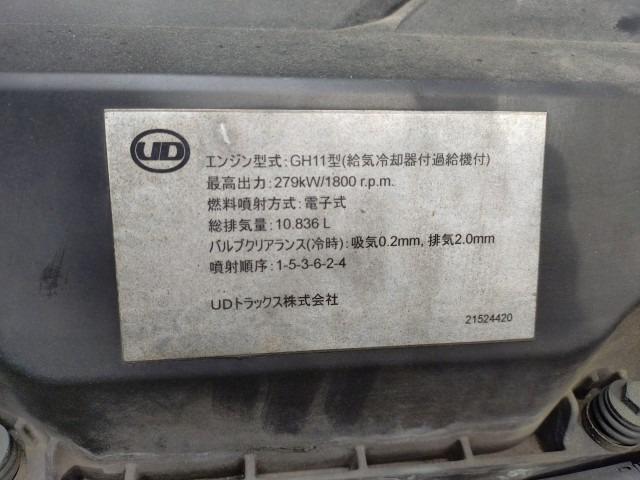 UD
エンジン型式:GH11型(給気冷却器付過給機付)
最高出力:279kW/1800 r.p.m.
燃料噴射方式:電子式
総排気量:10.836 L
バルブクリアランス(冷時):吸気0.2mm, 排気2.0mm
噴射順序:1-5-3-6-2-4
UDトラックス株式会社
21524420